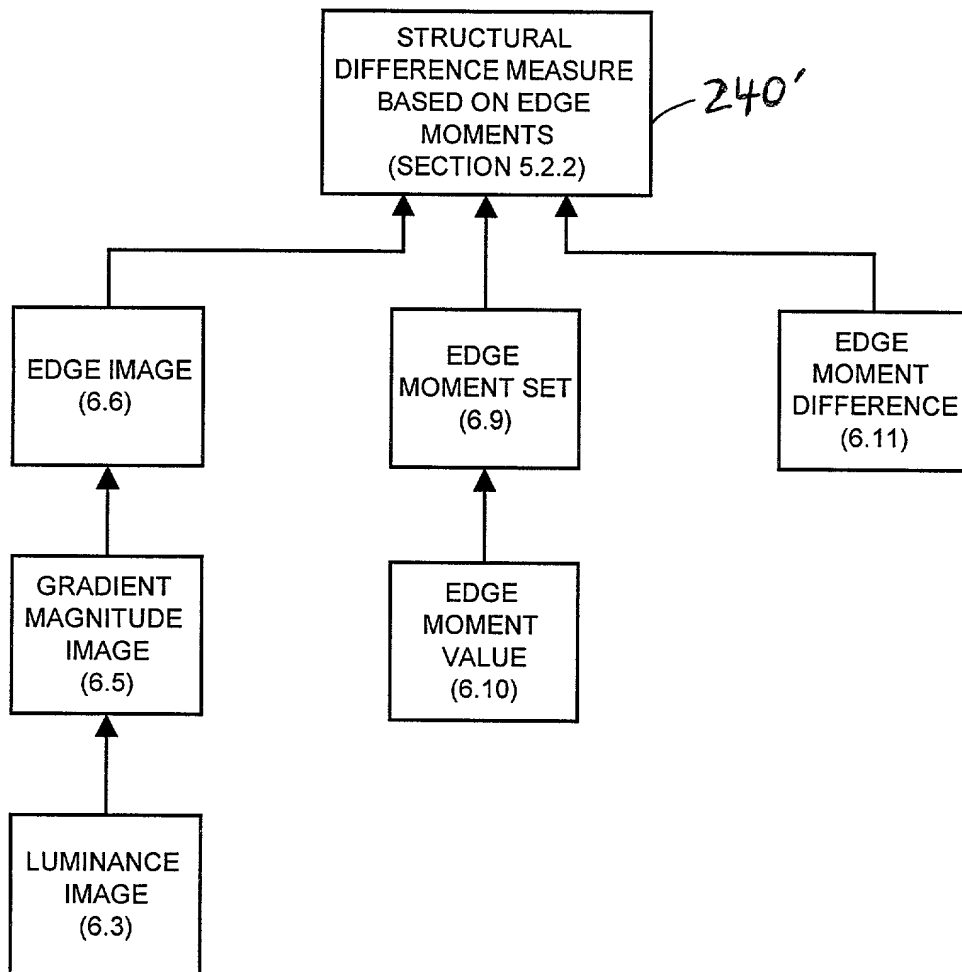 STRUCTURAL
DIFFERENCE MEASURE
BASED ON EDGE
MOMENTS
(SECTION 5.2.2)
240'
EDGE IMAGE
(6.6)
EDGE
MOMENT SET
(6.9)
EDGE
MOMENT
DIFFERENCE
(6.11)
GRADIENT
MAGNITUDE
IMAGE
(6.5)
EDGE
MOMENT
VALUE
(6.10)
LUMINANCE
IMAGE
(6.3)